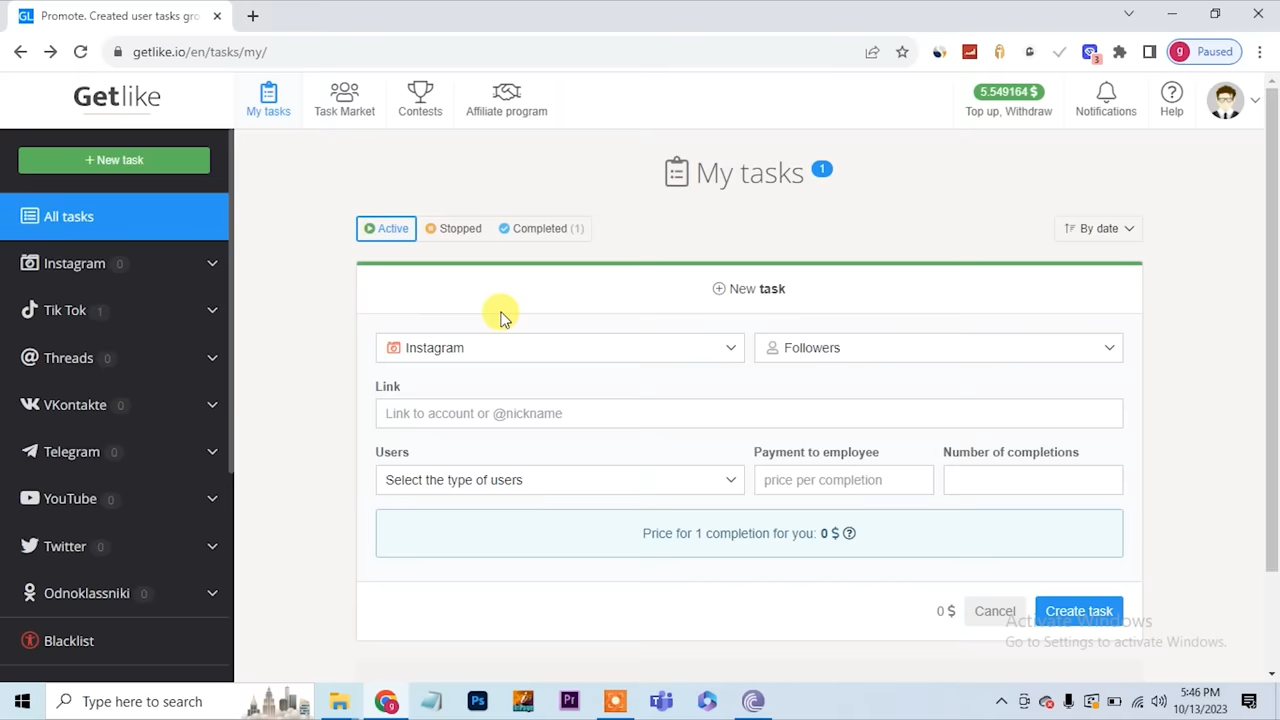 GL Promote. Created user tasks gro
getlike.io/en/tasks/my/
3
g Paused
Getlike
My tasks
Task Market
Contests
Affiliate program
5.549164 $
Top up, Withdraw
Notifications
Help
+ New task
All tasks
Instagram 0
Tik Tok 1
Threads 0
VKontakte 0
Telegram 0
YouTube 0
Twitter 0
Odnoklassniki 0
Blacklist
My tasks 1
Active
Stopped
Completed (1)
By date
New task
Instagram
Followers
Link
Link to account or @nickname
Users
Payment to employee
Number of completions
Select the type of users
price per completion
Price for 1 completion for you: 0 $
0 $
Cancel
Create task
Activate Windows
Go to Settings to activate Windows.
Type here to search
Ps
Pr
g
5:46 PM
10/13/2023